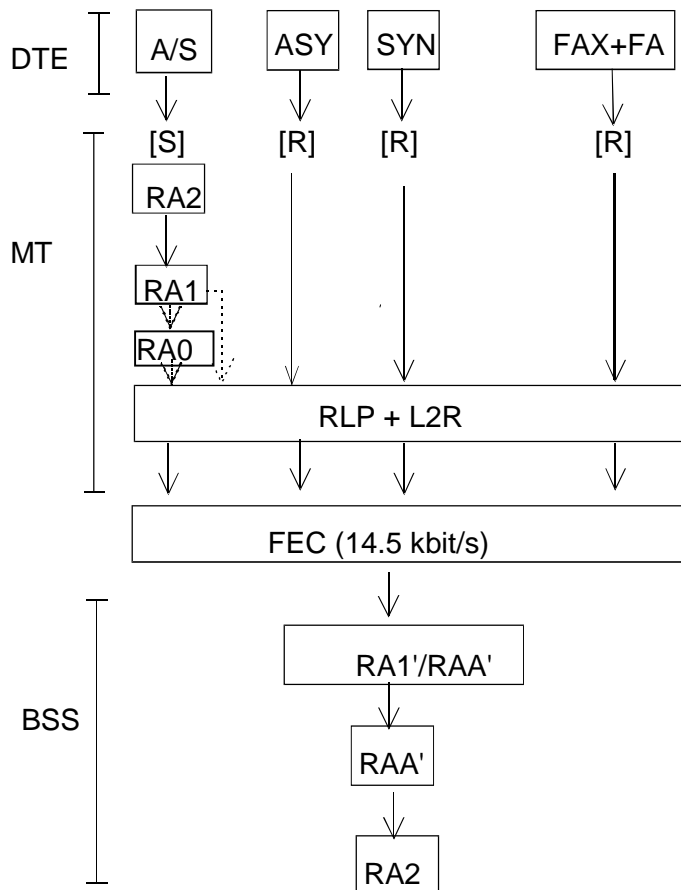 DTE
A/S
ASY
SYN
FAX+FA
[S]
[R]
[R]
[R]
MT
RA2
RA1
RA0
RLP + L2R
FEC (14.5 kbit/s)
BSS
RA1'/RAA'
RAA'
RA2